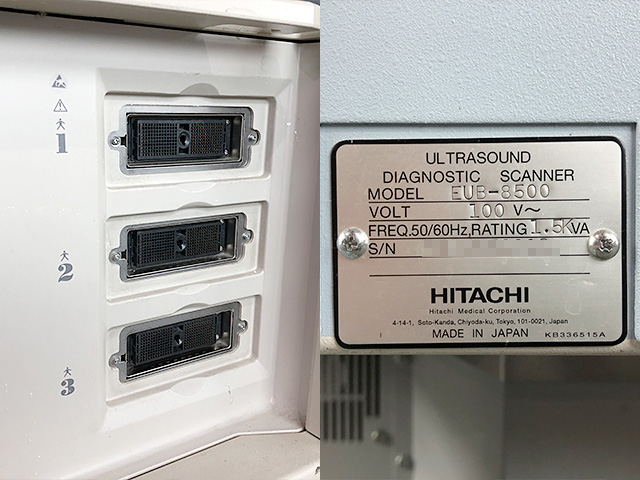 1
2
3
ULTRASOUND
DIAGNOSTIC SCANNER
MODEL EUB-8500
VOLT 100 V~
FREQ.50/60Hz,RATING 1.5KVA
S/N
HITACHI
Hitachi Medical Corporation
4-14-1, Soto-Kanda, Chiyoda-ku, Tokyo, 101-0021, Japan
MADE IN JAPAN KB336515A